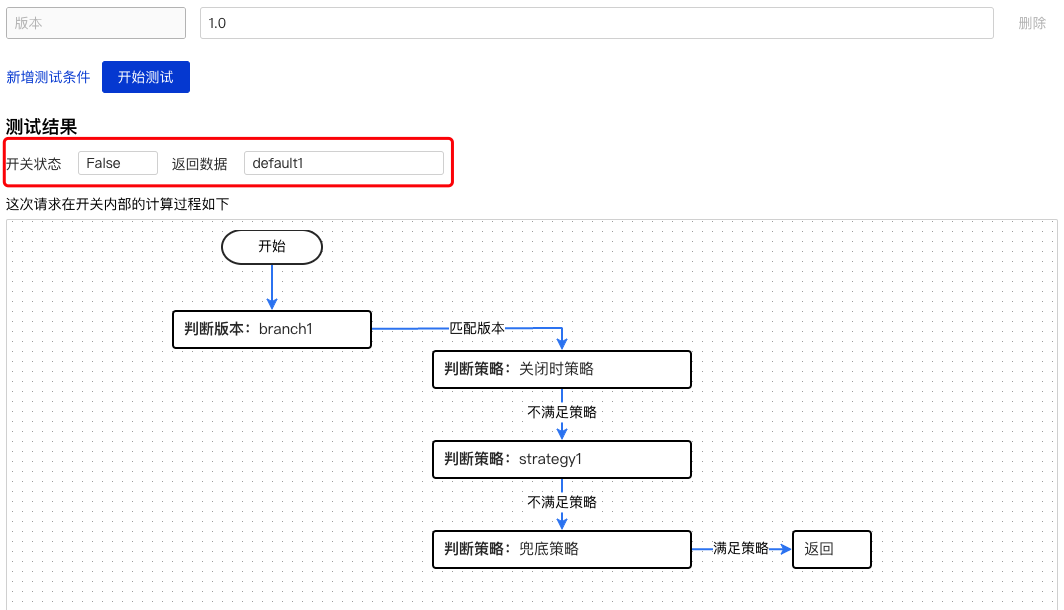 版本 1.0 删除
新增测试条件 开始测试
测试结果
开关状态 False 返回数据 default1
这次请求在开关内部的计算过程如下
开始
判断版本：branch1 匹配版本
判断策略：关闭时策略
不满足策略
判断策略：strategy1
不满足策略
判断策略：兜底策略 满足策略 返回